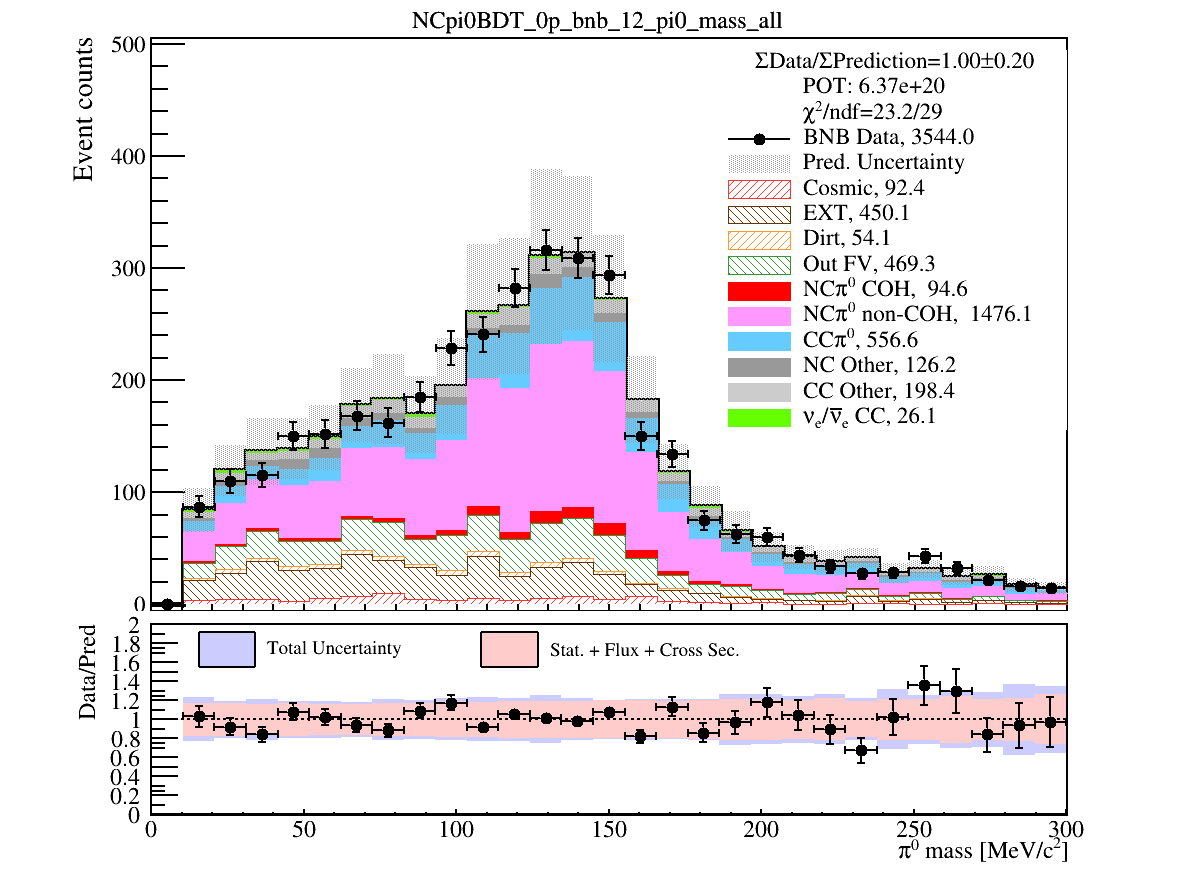 NCpi0BDT_0p_bnb_12_pi0_mass_all
Event counts
500
400
300
200
100
0
ΣData/ΣPrediction=1.00±0.20
POT: 6.37e+20
χ²/ndf=23.2/29
BNB Data, 3544.0
Pred. Uncertainty
Cosmic, 92.4
EXT, 450.1
Dirt, 54.1
Out FV, 469.3
NCπ⁰ COH, 94.6
NCπ⁰ non-COH, 1476.1
CCπ⁰, 556.6
NC Other, 126.2
CC Other, 198.4
νₑ/ν̅ₑ CC, 26.1
Data/Pred
2
1.8
1.6
1.4
1.2
1
0.8
0.6
0.4
0.2
0
Total Uncertainty
Stat. + Flux + Cross Sec.
0 50 100 150 200 250 300
π⁰ mass [MeV/c²]